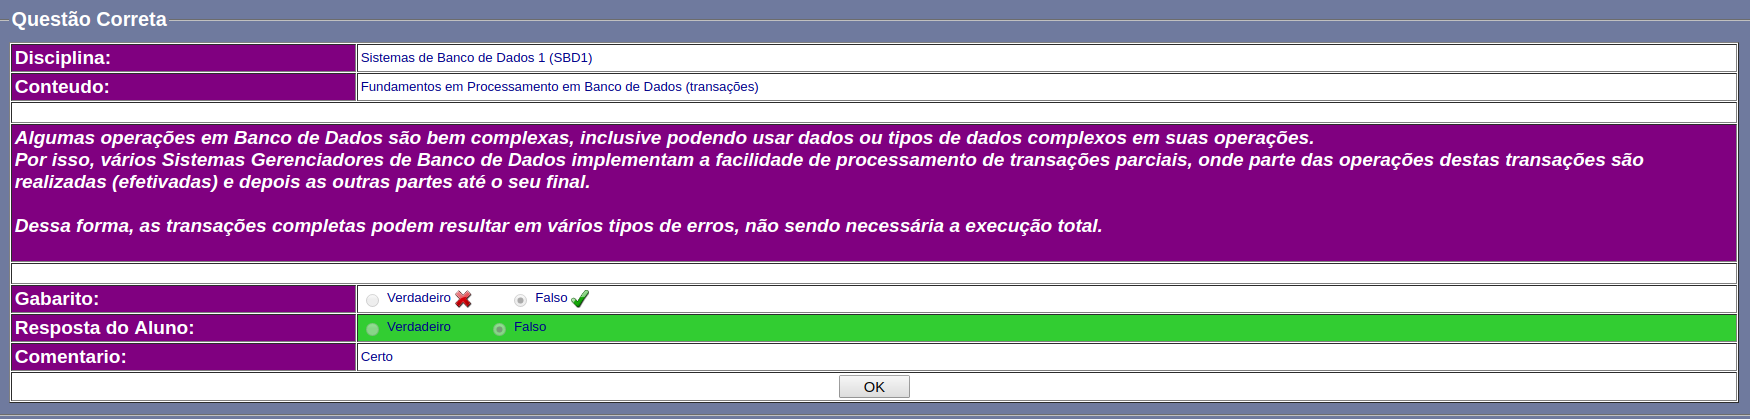 Questão Correta
Disciplina: Sistemas de Banco de Dados 1 (SBD1)
Conteudo: Fundamentos em Processamento em Banco de Dados (transações)
Algumas operações em Banco de Dados são bem complexas, inclusive podendo usar dados ou tipos de dados complexos em suas operações.
Por isso, vários Sistemas Gerenciadores de Banco de Dados implementam a facilidade de processamento de transações parciais, onde parte das operações destas transações são
realizadas (efetivadas) e depois as outras partes até o seu final.
Dessa forma, as transações completas podem resultar em vários tipos de erros, não sendo necessária a execução total.
Gabarito: Verdadeiro Falso
Resposta do Aluno: Verdadeiro Falso
Comentario: Certo
OK